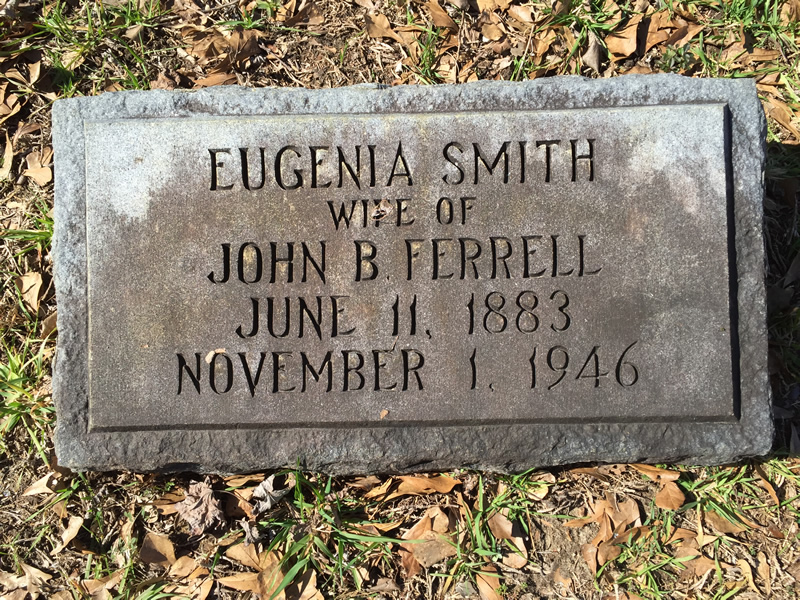 EUGENIA SMITH
WIFE OF
JOHN B. FERRELL
JUNE 11, 1883
NOVEMBER 1, 1946